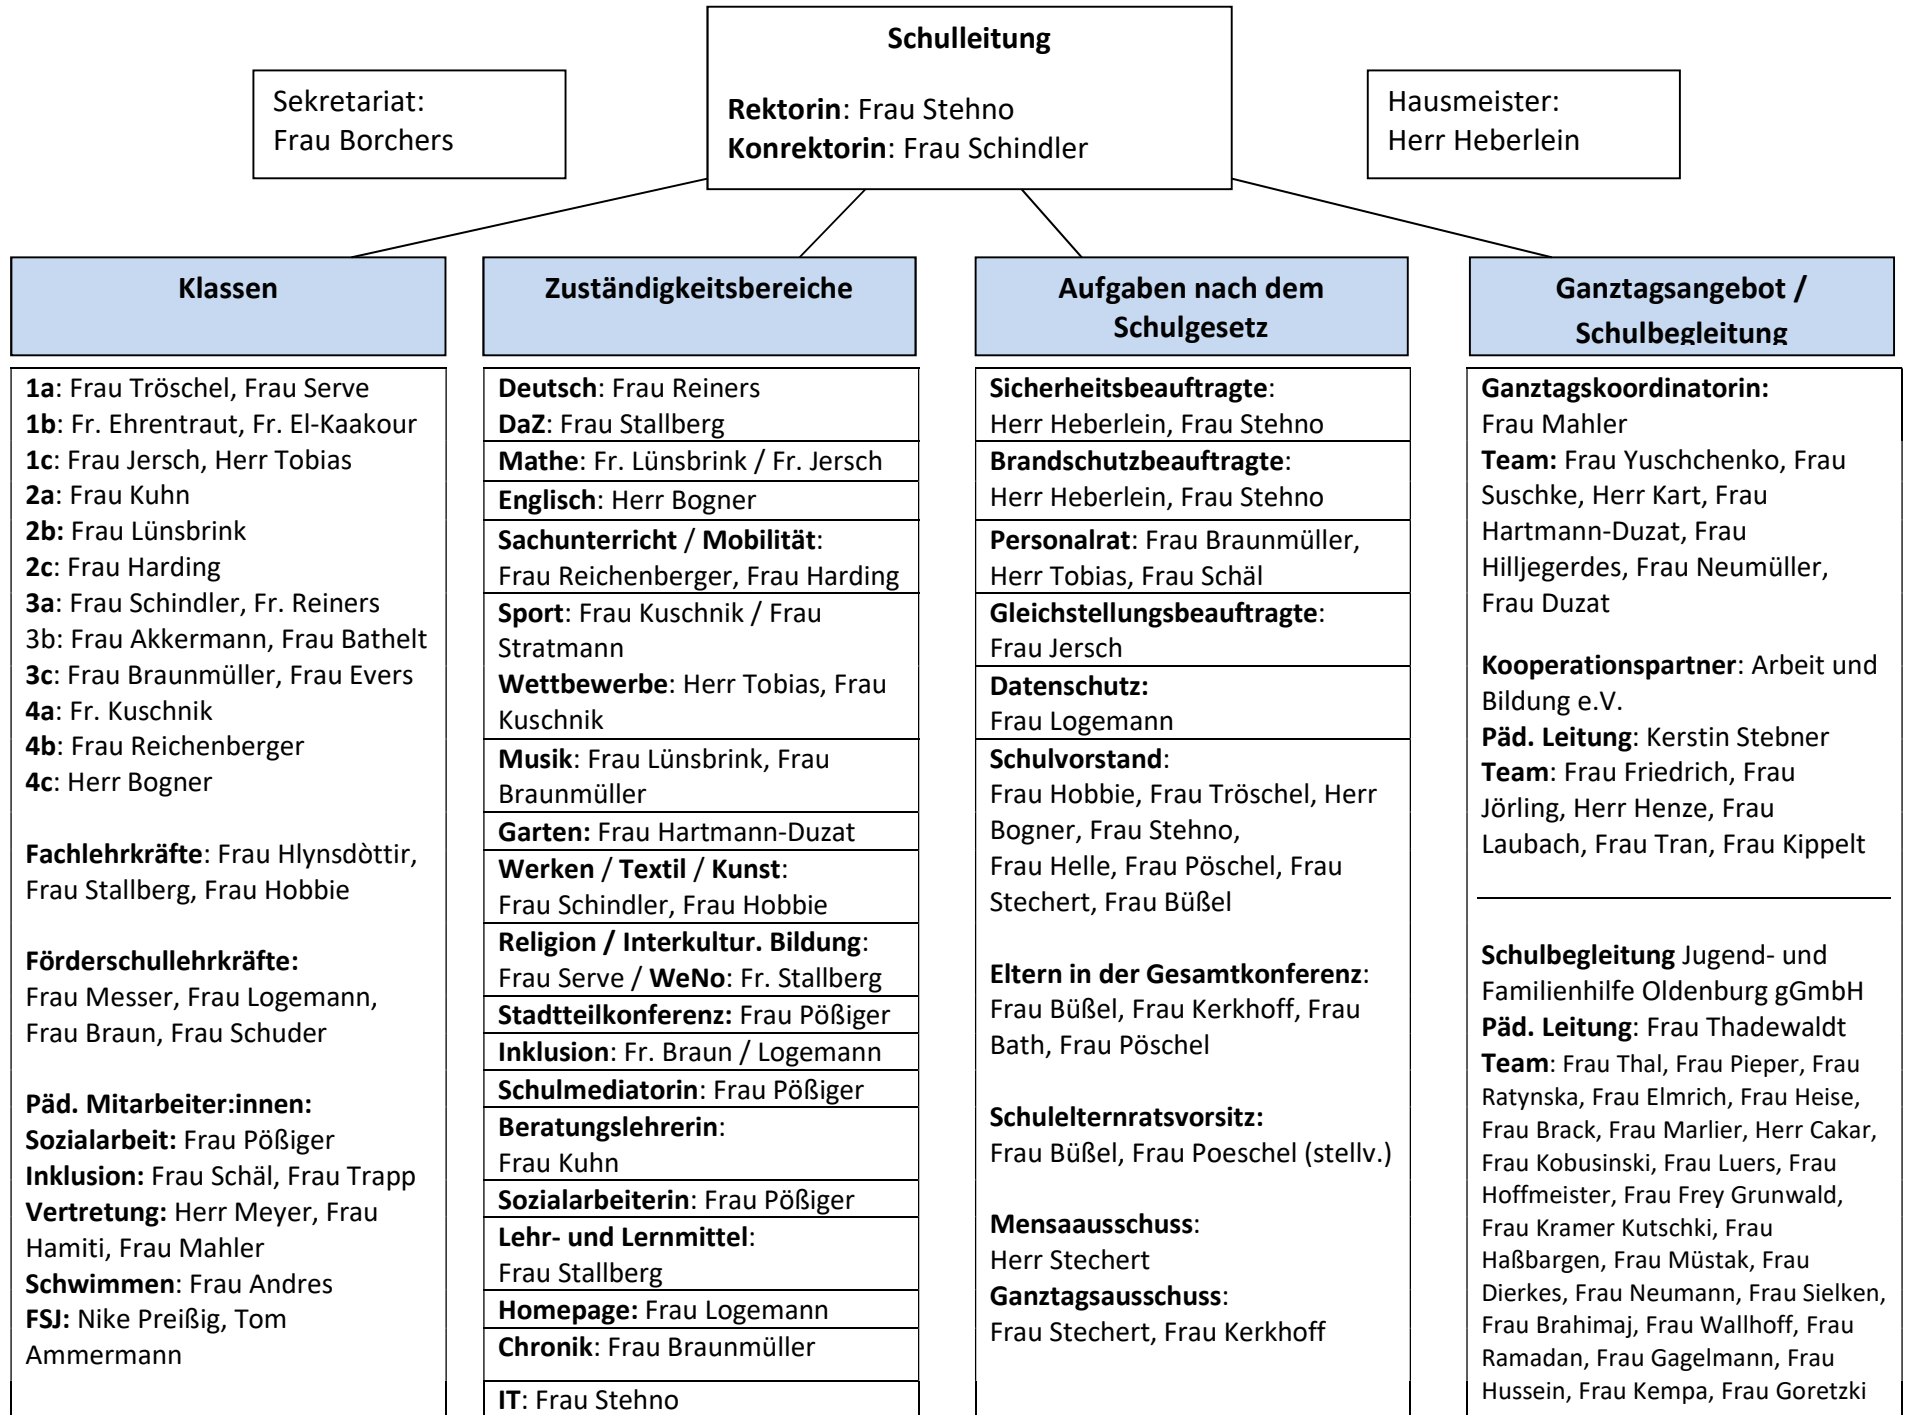 Schulleitung
Rektorin: Frau Stehno
Konrektorin: Frau Schindler
Sekretariat:
Frau Borchers
Hausmeister:
Herr Heberlein
Klassen
1a: Frau Tröschel, Frau Serve
1b: Fr. Ehrentraut, Fr. El-Kaakour
1c: Frau Jersch, Herr Tobias
2a: Frau Kuhn
2b: Frau Lünsbrink
2c: Frau Harding
3a: Frau Schindler, Fr. Reiners
3b: Frau Akkermann, Frau Bathelt
3c: Frau Braunmüller, Frau Evers
4a: Fr. Kuschnik
4b: Frau Reichenberger
4c: Herr Bogner
Fachlehrkräfte: Frau Hlynsdòttir,
Frau Stallberg, Frau Hobbie
Förderschullehrkräfte:
Frau Messer, Frau Logemann,
Frau Braun, Frau Schuder
Päd. Mitarbeiter:innen:
Sozialarbeit: Frau Pößiger
Inklusion: Frau Schäl, Frau Trapp
Vertretung: Herr Meyer, Frau
Hamiti, Frau Mahler
Schwimmen: Frau Andres
FSJ: Nike Preißig, Tom
Ammermann
Zuständigkeitsbereiche
Deutsch: Frau Reiners
DaZ: Frau Stallberg
Mathe: Fr. Lünsbrink / Fr. Jersch
Englisch: Herr Bogner
Sachunterricht / Mobilität:
Frau Reichenberger, Frau Harding
Sport: Frau Kuschnik / Frau
Stratmann
Wettbewerbe: Herr Tobias, Frau
Kuschnik
Musik: Frau Lünsbrink, Frau
Braunmüller
Garten: Frau Hartmann-Duzat
Werken / Textil / Kunst:
Frau Schindler, Frau Hobbie
Religion / Interkultur. Bildung:
Frau Serve / WeNo: Fr. Stallberg
Stadtteilkonferenz: Frau Pößiger
Inklusion: Fr. Braun / Logemann
Schulmediatorin: Frau Pößiger
Beratungslehrerin:
Frau Kuhn
Sozialarbeiterin: Frau Pößiger
Lehr- und Lernmittel:
Frau Stallberg
Homepage: Frau Logemann
Chronik: Frau Braunmüller
IT: Frau Stehno
Aufgaben nach dem
Schulgesetz
Sicherheitsbeauftragte:
Herr Heberlein, Frau Stehno
Brandschutzbeauftragte:
Herr Heberlein, Frau Stehno
Personalrat: Frau Braunmüller,
Herr Tobias, Frau Schäl
Gleichstellungsbeauftragte:
Frau Jersch
Datenschutz:
Frau Logemann
Schulvorstand:
Frau Hobbie, Frau Tröschel, Herr
Bogner, Frau Stehno,
Frau Helle, Frau Pöschel, Frau
Stechert, Frau Büßel
Eltern in der Gesamtkonferenz:
Frau Büßel, Frau Kerkhoff, Frau
Bath, Frau Pöschel
Schulelternratsvorsitz:
Frau Büßel, Frau Poeschel (stellv.)
Mensaausschuss:
Herr Stechert
Ganztagsausschuss:
Frau Stechert, Frau Kerkhoff
Ganztagsangebot /
Schulbegleitung
Ganztagskoordinatorin:
Frau Mahler
Team: Frau Yuschchenko, Frau
Suschke, Herr Kart, Frau
Hartmann-Duzat, Frau
Hilljegerdes, Frau Neumüller,
Frau Duzat
Kooperationspartner: Arbeit und
Bildung e.V.
Päd. Leitung: Kerstin Stebner
Team: Frau Friedrich, Frau
Jörling, Herr Henze, Frau
Laubach, Frau Tran, Frau Kippelt
Schulbegleitung Jugend- und
Familienhilfe Oldenburg gGmbH
Päd. Leitung: Frau Thadewaldt
Team: Frau Thal, Frau Pieper, Frau
Ratynska, Frau Elmrich, Frau Heise,
Frau Brack, Frau Marlier, Herr Cakar,
Frau Kobusinski, Frau Luers, Frau
Hoffmeister, Frau Frey Grunwald,
Frau Kramer Kutschki, Frau
Haßbargen, Frau Müstak, Frau
Dierkes, Frau Neumann, Frau Sielken,
Frau Brahimaj, Frau Wallhoff, Frau
Ramadan, Frau Gagelmann, Frau
Hussein, Frau Kempa, Frau Goretzki